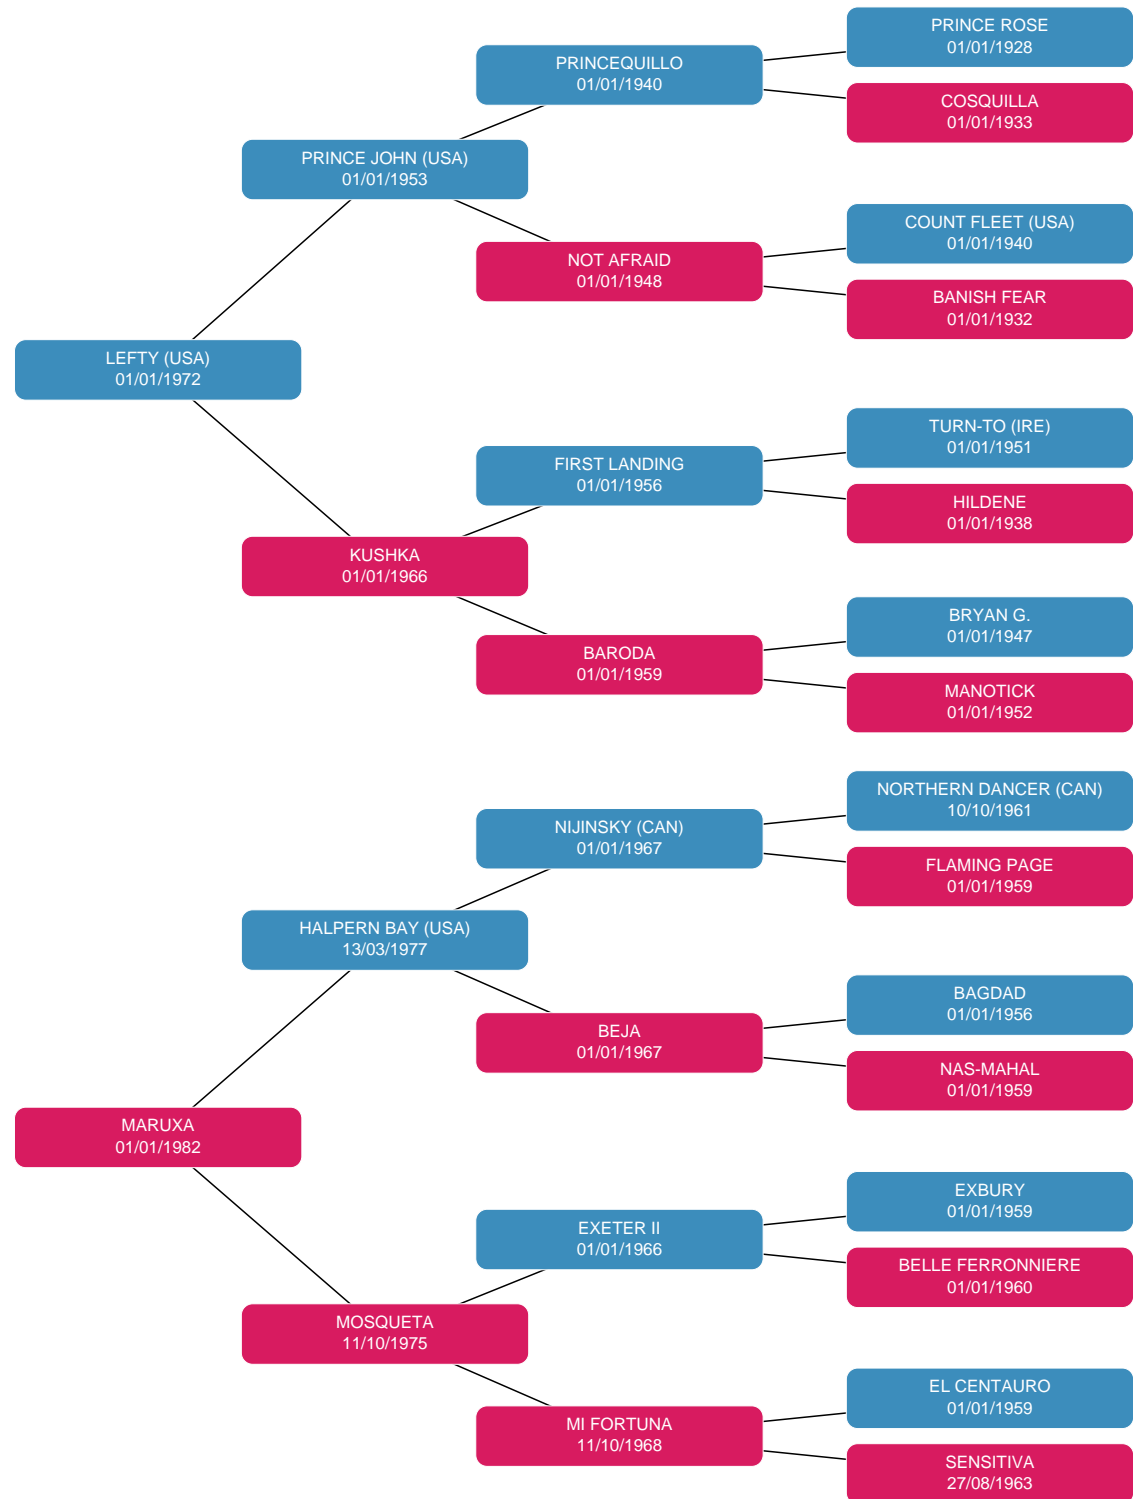 PRINCE ROSE
01/01/1928
PRINCEQUILLO
01/01/1940
COSQUILLA
01/01/1933
PRINCE JOHN (USA)
01/01/1953
COUNT FLEET (USA)
01/01/1940
NOT AFRAID
01/01/1948
BANISH FEAR
01/01/1932
LEFTY (USA)
01/01/1972
TURN-TO (IRE)
01/01/1951
FIRST LANDING
01/01/1956
HILDENE
01/01/1938
KUSHKA
01/01/1966
BRYAN G.
01/01/1947
BARODA
01/01/1959
MANOTICK
01/01/1952
NORTHERN DANCER (CAN)
10/10/1961
NIJINSKY (CAN)
01/01/1967
FLAMING PAGE
01/01/1959
HALPERN BAY (USA)
13/03/1977
BAGDAD
01/01/1956
BEJA
01/01/1967
NAS-MAHAL
01/01/1959
MARUXA
01/01/1982
EXBURY
01/01/1959
EXETER II
01/01/1966
BELLE FERRONNIERE
01/01/1960
MOSQUETA
11/10/1975
EL CENTAURO
01/01/1959
MI FORTUNA
11/10/1968
SENSITIVA
27/08/1963